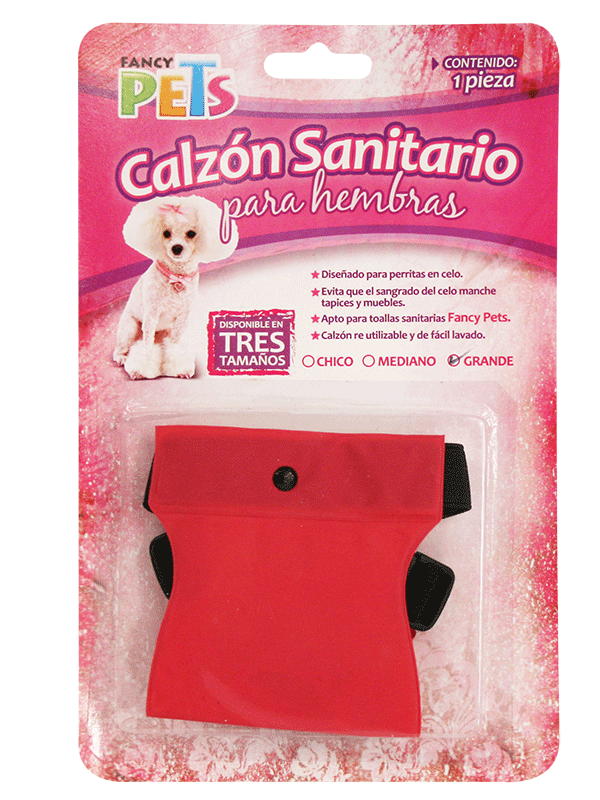 FANCY
PETS
CONTENIDO:
1 pieza
Calzón Sanitario
para hembras
Diseñado para perritas en celo.
Evita que el sangrado del celo manche
tapices y muebles.
Apto para toallas sanitarias Fancy Pets.
Calzón re utilizable y de fácil lavado.
DISPONIBLE EN
TRES
TAMAÑOS
CHICO MEDIANO GRANDE